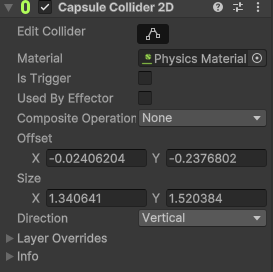 Capsule Collider 2D
Edit Collider
Material Physics Material
Is Trigger
Used By Effector
Composite Operation None
Offset
X -0.02406204 Y -0.2376802
Size
X 1.340641 Y 1.520384
Direction Vertical
Layer Overrides
Info